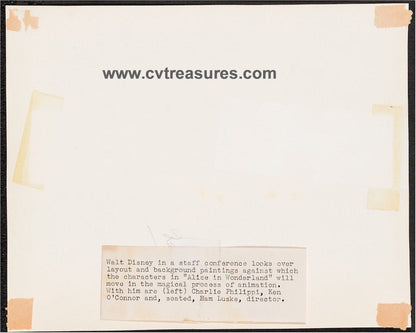 www.cvtreasures.com
Walt Disney in a staff conference looks over
layout and background paintings against which
the characters in "Alice in Wonderland" will
move in the magical process of animation.
With him are (left) Charlie Philippi, Ken
O'Connor and, seated, Ham Luske, director.